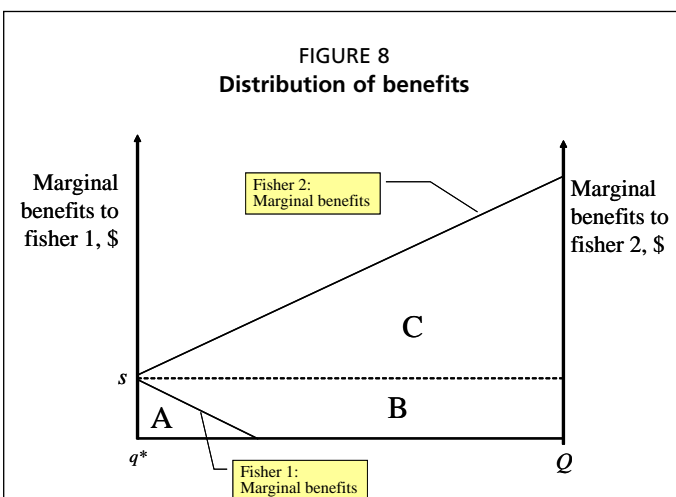 FIGURE 8
Distribution of benefits
Marginal
benefits to
fisher 1, $
Fisher 2:
Marginal benefits
Marginal
benefits to
fisher 2, $
C
s
A
B
q*
Q
Fisher 1:
Marginal benefits